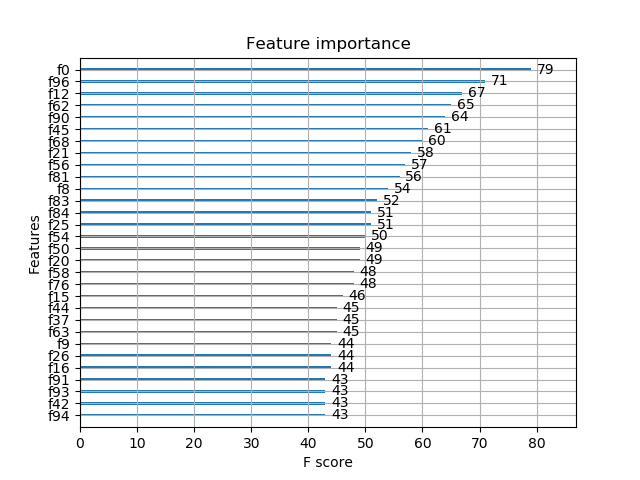 Feature importance
f0 79
f96 71
f12 67
f62 65
f90 64
f45 61
f68 60
f21 58
f56 57
f81 56
f8 54
f83 52
f84 51
f25 51
f54 50
f50 49
f20 49
f58 48
f76 48
f15 46
f44 45
f37 45
f63 45
f9 44
f26 44
f16 44
f91 43
f93 43
f42 43
f94 43
Features
0 10 20 30 40 50 60 70 80
F score